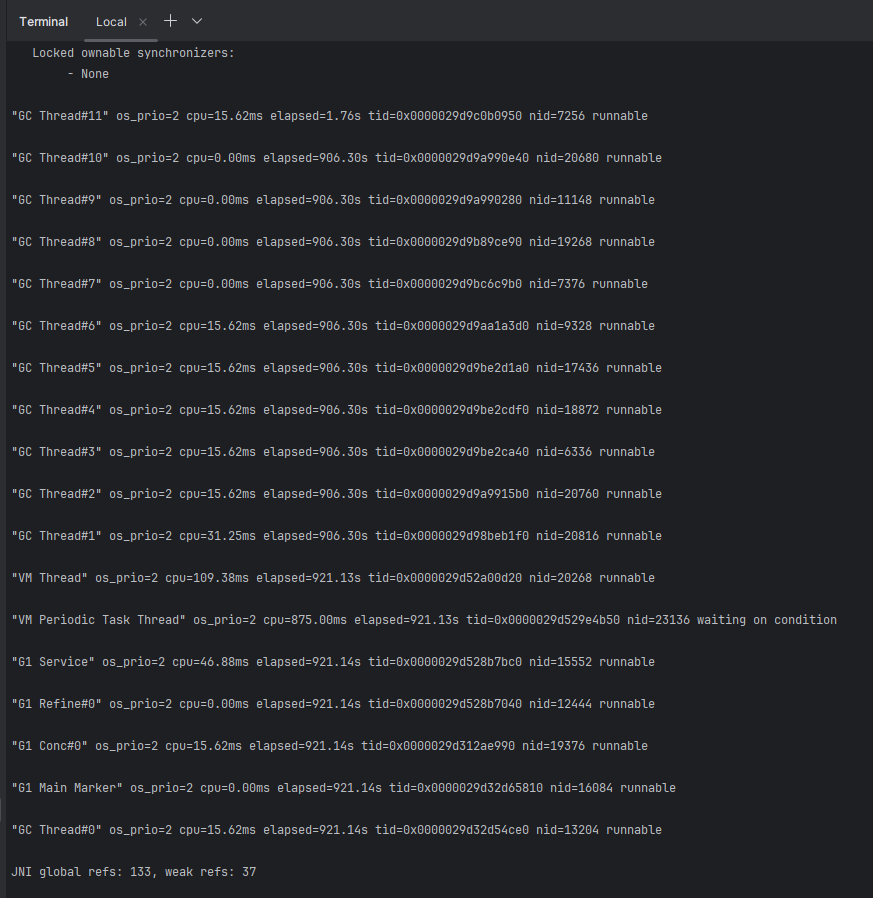 Terminal Local
Locked ownable synchronizers:
- None
"GC Thread#11" os_prio=2 cpu=15.62ms elapsed=1.76s tid=0x0000029d9c0b0950 nid=7256 runnable
"GC Thread#10" os_prio=2 cpu=0.00ms elapsed=906.30s tid=0x0000029d9a990e40 nid=20680 runnable
"GC Thread#9" os_prio=2 cpu=0.00ms elapsed=906.30s tid=0x0000029d9a990280 nid=11148 runnable
"GC Thread#8" os_prio=2 cpu=0.00ms elapsed=906.30s tid=0x0000029d9b89ce90 nid=19268 runnable
"GC Thread#7" os_prio=2 cpu=0.00ms elapsed=906.30s tid=0x0000029d9bc6c9b0 nid=7376 runnable
"GC Thread#6" os_prio=2 cpu=15.62ms elapsed=906.30s tid=0x0000029d9aa1a3d0 nid=9328 runnable
"GC Thread#5" os_prio=2 cpu=15.62ms elapsed=906.30s tid=0x0000029d9be2d1a0 nid=17436 runnable
"GC Thread#4" os_prio=2 cpu=15.62ms elapsed=906.30s tid=0x0000029d9be2cdf0 nid=18872 runnable
"GC Thread#3" os_prio=2 cpu=15.62ms elapsed=906.30s tid=0x0000029d9be2ca40 nid=6336 runnable
"GC Thread#2" os_prio=2 cpu=15.62ms elapsed=906.30s tid=0x0000029d9a9915b0 nid=20760 runnable
"GC Thread#1" os_prio=2 cpu=31.25ms elapsed=906.30s tid=0x0000029d98beb1f0 nid=20816 runnable
"VM Thread" os_prio=2 cpu=109.38ms elapsed=921.13s tid=0x0000029d52a00d20 nid=20268 runnable
"VM Periodic Task Thread" os_prio=2 cpu=875.00ms elapsed=921.13s tid=0x0000029d529e4b50 nid=23136 waiting on condition
"G1 Service" os_prio=2 cpu=46.88ms elapsed=921.14s tid=0x0000029d528b7bc0 nid=15552 runnable
"G1 Refine#0" os_prio=2 cpu=0.00ms elapsed=921.14s tid=0x0000029d528b7040 nid=12444 runnable
"G1 Conc#0" os_prio=2 cpu=15.62ms elapsed=921.14s tid=0x0000029d312ae990 nid=19376 runnable
"G1 Main Marker" os_prio=2 cpu=0.00ms elapsed=921.14s tid=0x0000029d32d65810 nid=16084 runnable
"GC Thread#0" os_prio=2 cpu=15.62ms elapsed=921.14s tid=0x0000029d32d54ce0 nid=13204 runnable
JNI global refs: 133, weak refs: 37